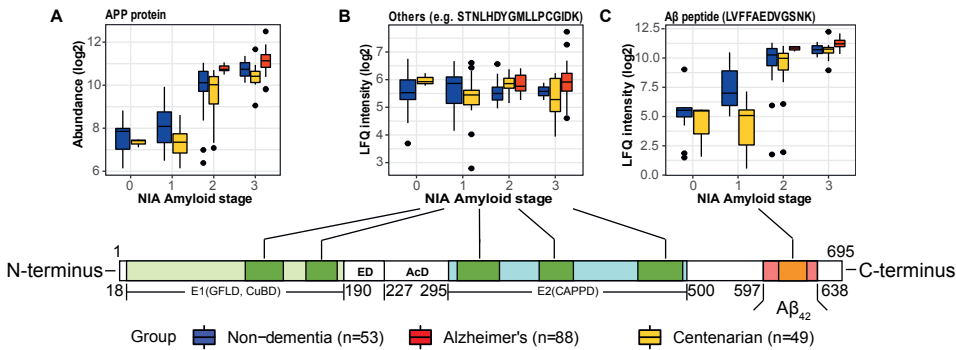 A
APP protein
Abundance (log2)
12
10
8
6
0 1 2 3
NIA Amyloid stage
B
Others (e.g. STNLHDYGMLLPCGIDK)
LFQ intensity (log2)
7
6
5
4
3
0 1 2 3
NIA Amyloid stage
C
Aβ peptide (LVFFAEDVGSNK)
LFQ intensity (log2)
12.5
10.0
7.5
5.0
2.5
0.0
0 1 2 3
NIA Amyloid stage
1 695
N-terminus ED AcD C-terminus
18 E1(GFLD, CuBD) 190 227 295 E2(CAPPD) 500 597 638
Aβ42
Group Non-dementia (n=53) Alzheimer's (n=88) Centenarian (n=49)